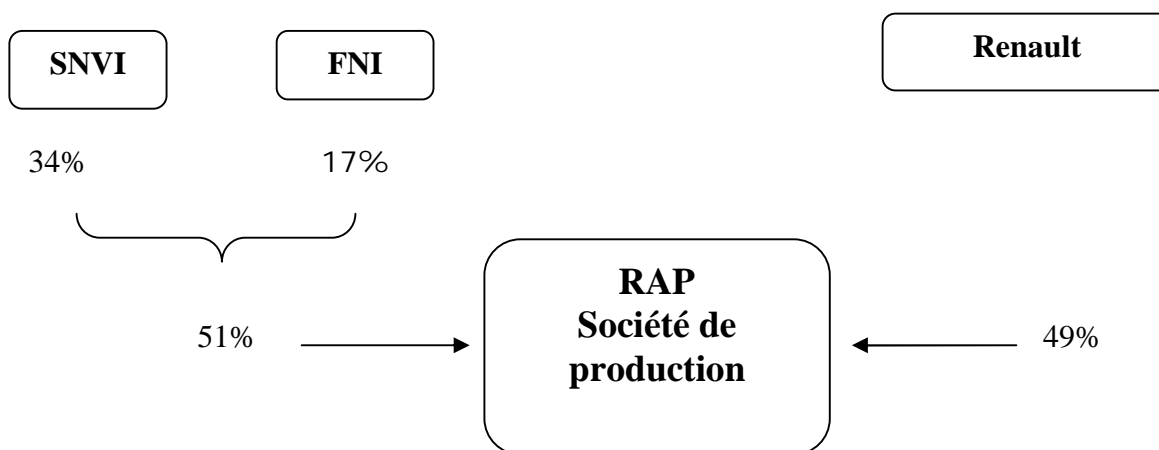 SNVI
FNI
Renault
34%
17%
RAP
Société de
production
51%
49%